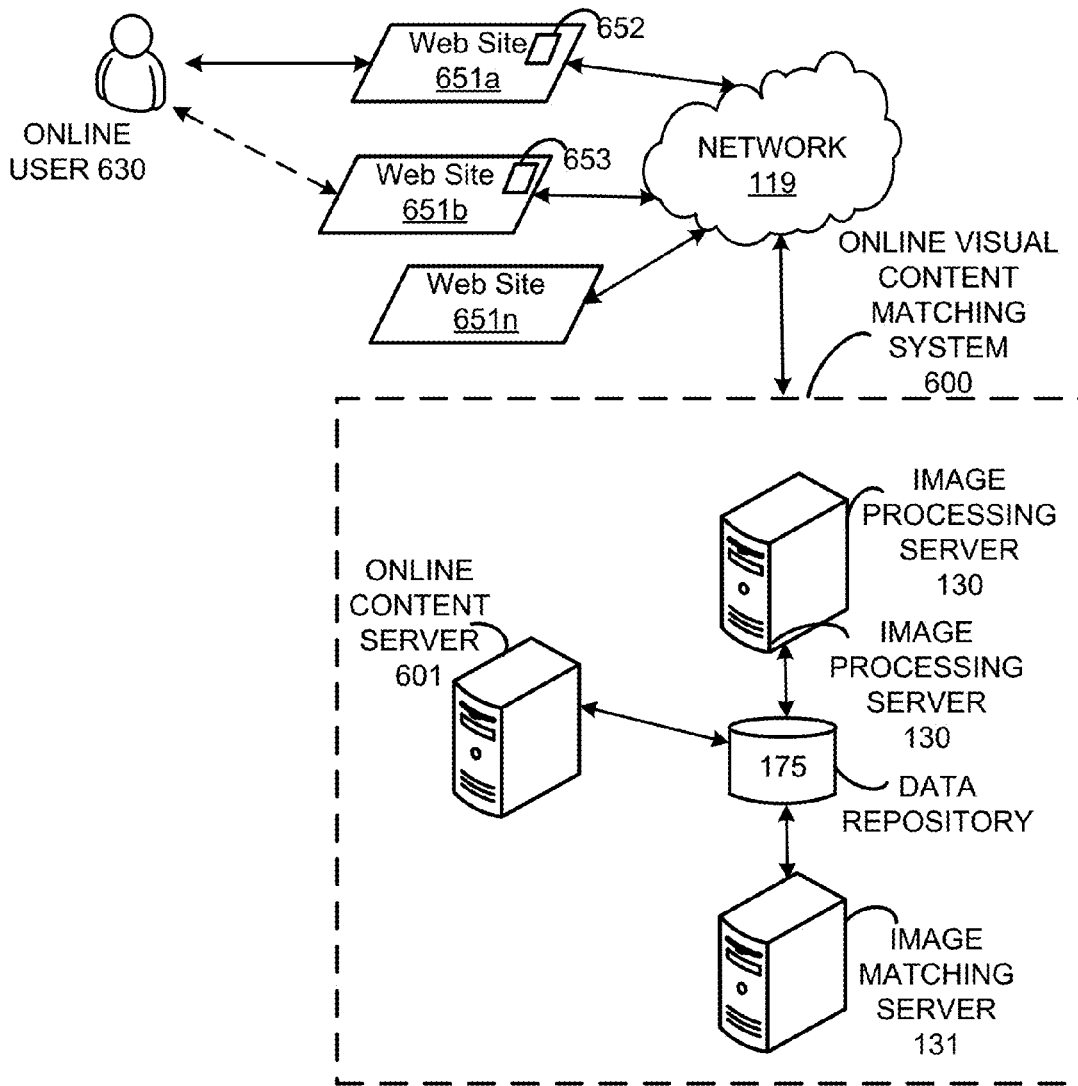 652
Web Site
651a
ONLINE
USER 630
653
Web Site
651b
NETWORK
119
Web Site
651n
ONLINE VISUAL
CONTENT
MATCHING
SYSTEM
600
IMAGE
PROCESSING
SERVER
130
ONLINE
CONTENT
SERVER
601
IMAGE
PROCESSING
SERVER
130
175
DATA
REPOSITORY
IMAGE
MATCHING
SERVER
131